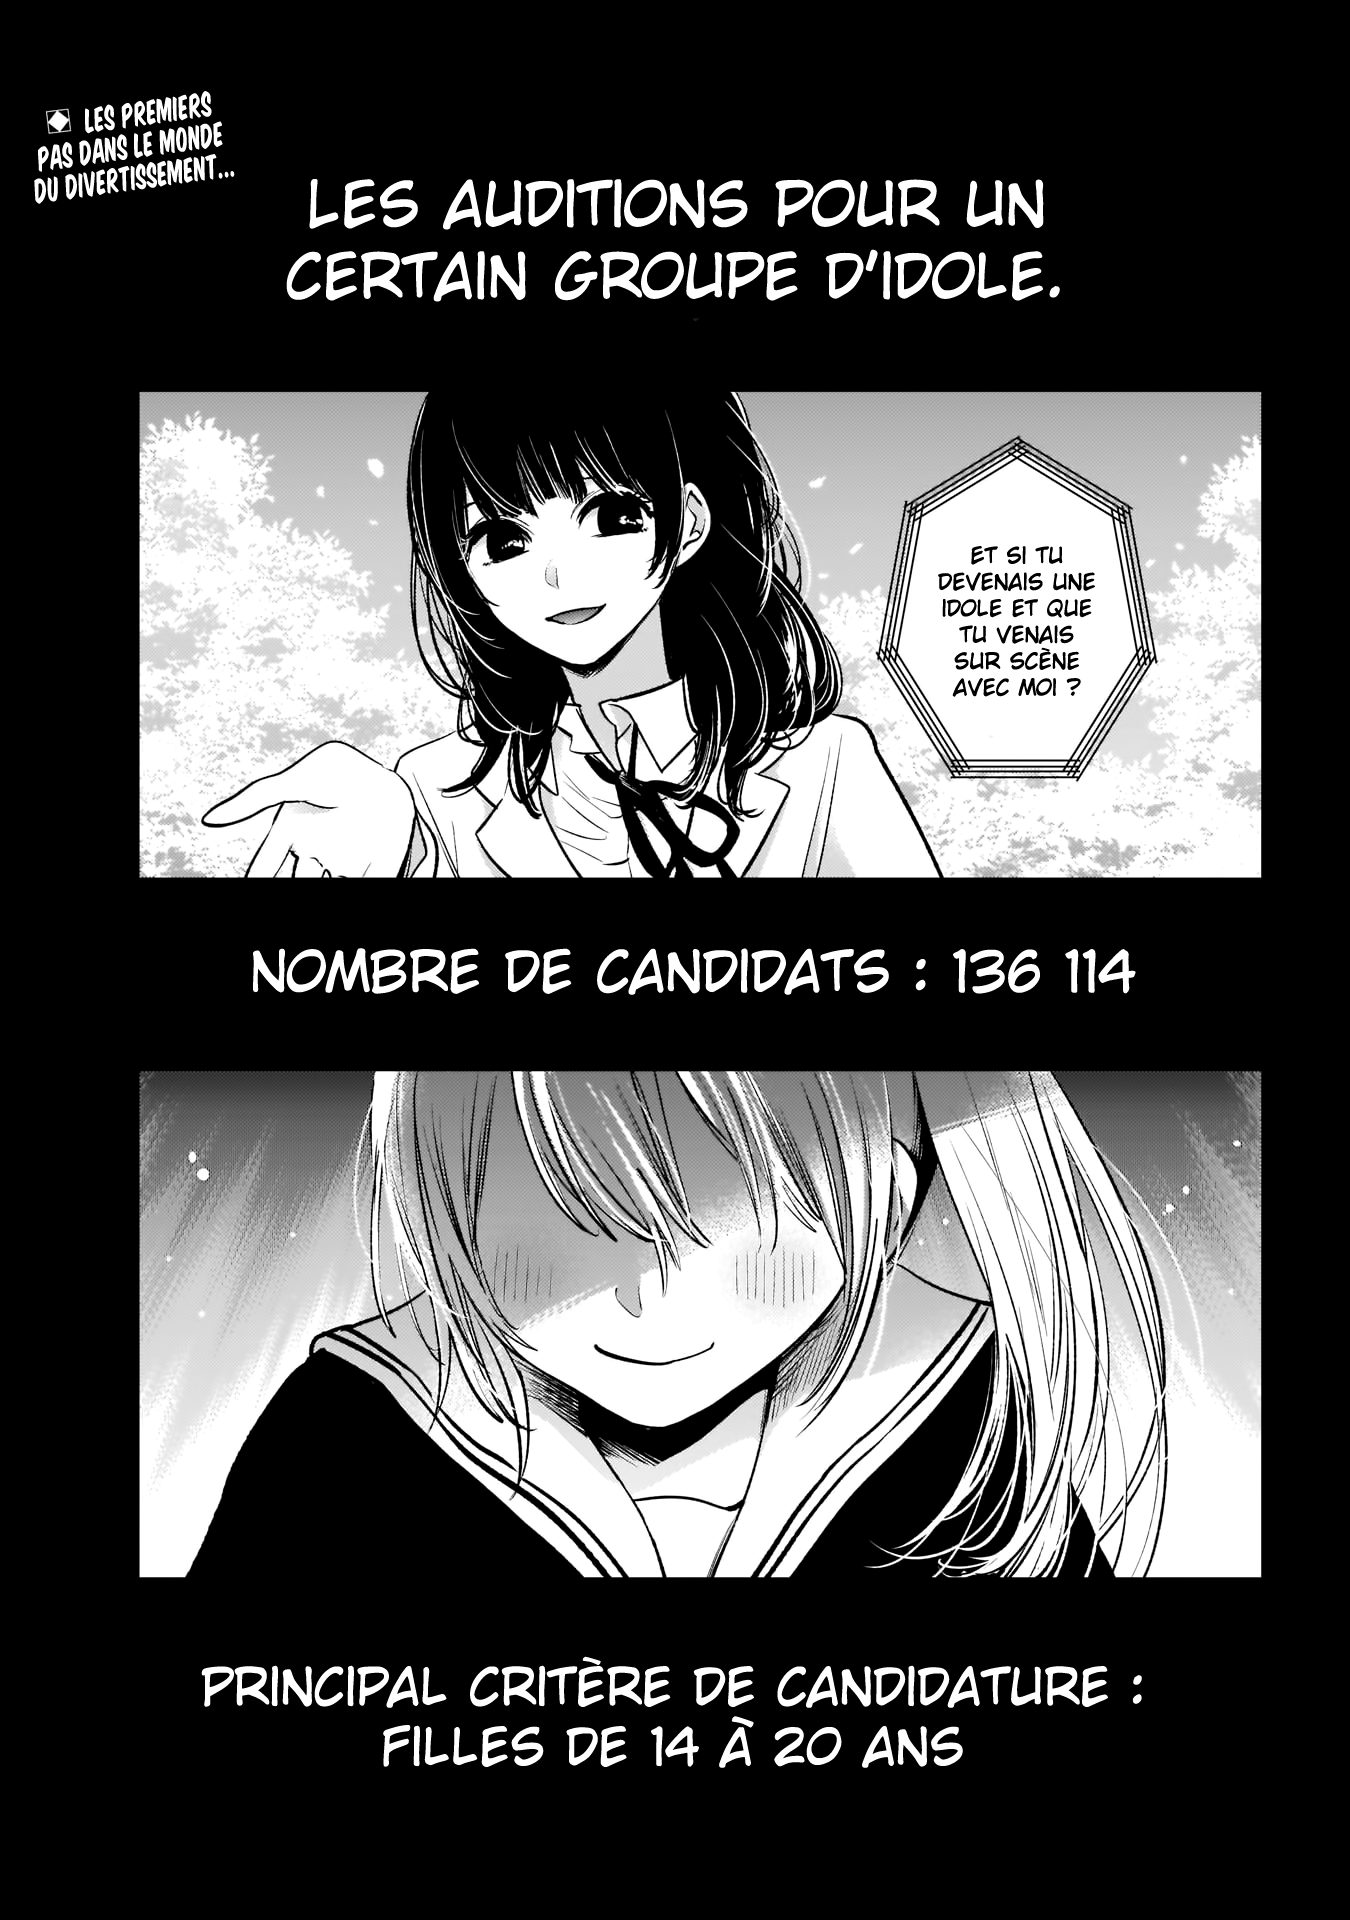 LES PREMIERS
PAS DANS LE MONDE
DU DIVERTISSEMENT...
LES AUDITIONS POUR UN
CERTAIN GROUPE D'IDOLE.
ET SI TU
DEVENAIS UNE
IDOLE ET QUE
TU VENAIS
SUR SCÈNE
AVEC MOI ?
NOMBRE DE CANDIDATS : 136 114
PRINCIPAL CRITÈRE DE CANDIDATURE :
FILLES DE 14 À 20 ANS